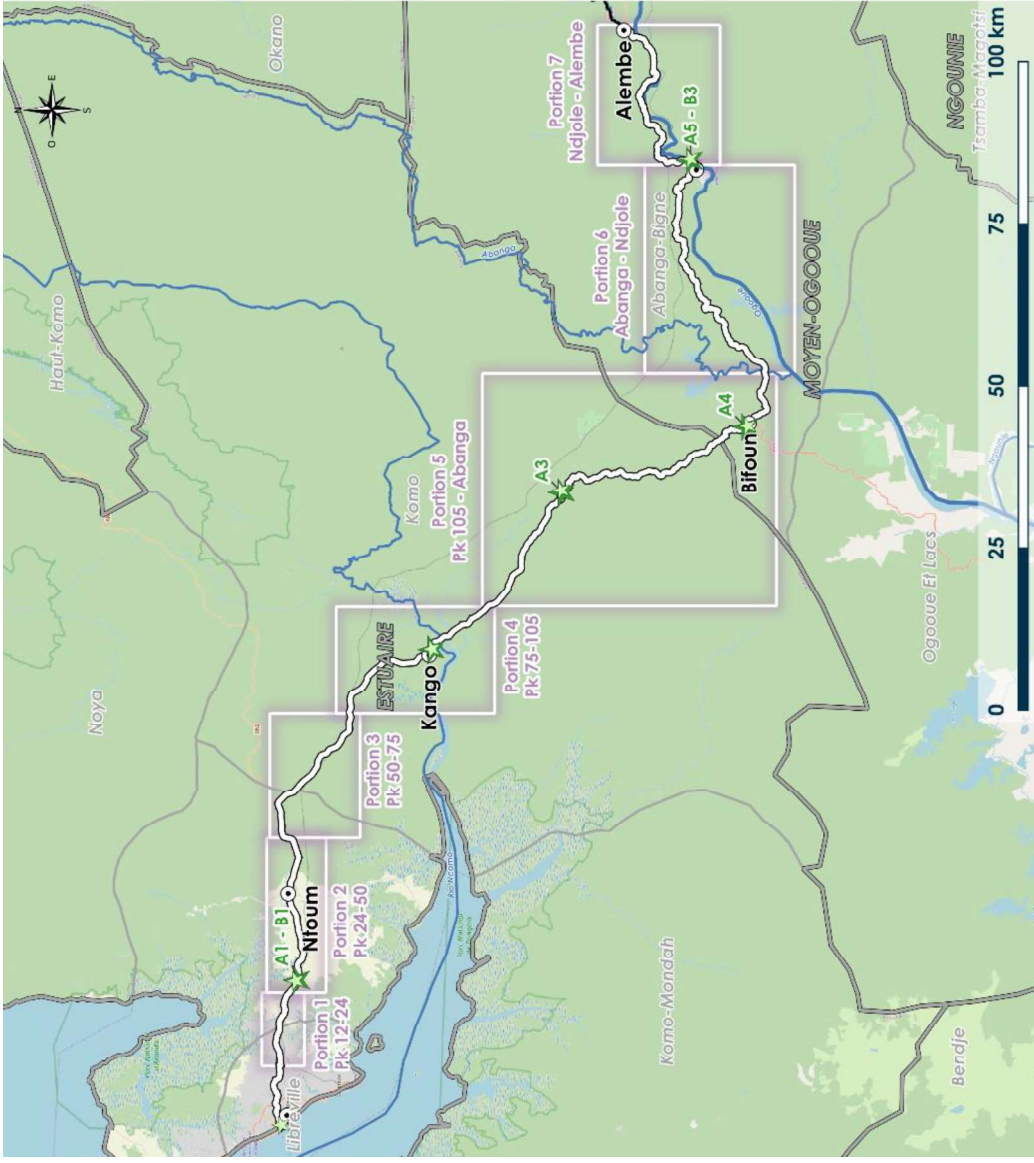 N
O
E
S
Okano
Haut-Komo
Noya
Libreville
Portion 1
Pk 12-24
A1 - B1
Ntoum
Portion 2
Pk 24-50
Portion 3
Pk 50-75
ESTUAIRE
Kango
Portion 4
Pk 75-105
Komo
Portion 5
Pk 105 - Abanga
A3
Abanga
Portion 6
Abanga - Ndjole
Abanga-Bigne
Portion 7
Ndjole - Alembe
Alembe
A5 - B3
A4
Bifoun
Ogooue
MOYEN-OGOOUE
Komo-Mondah
Ogooue Et Lacs
Ngounie
NGOUNIE
Tsamba-Magotsi
Bendje
0
25
50
75
100 km